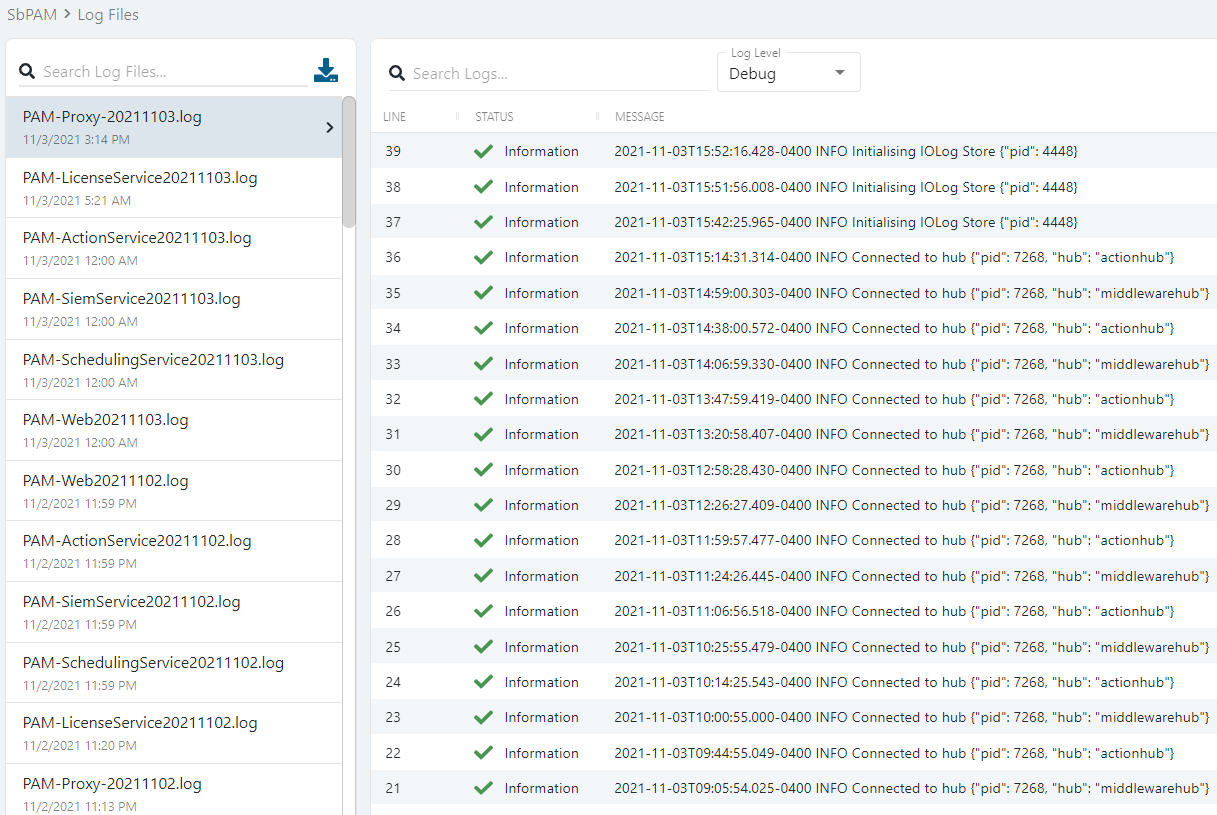 SbPAM > Log Files
Search Log Files...
PAM-Proxy-20211103.log
11/3/2021 3:14 PM
PAM-LicenseService20211103.log
11/3/2021 5:21 AM
PAM-ActionService20211103.log
11/3/2021 12:00 AM
PAM-SiemService20211103.log
11/3/2021 12:00 AM
PAM-SchedulingService20211103.log
11/3/2021 12:00 AM
PAM-Web20211103.log
11/3/2021 12:00 AM
PAM-Web20211102.log
11/2/2021 11:59 PM
PAM-ActionService20211102.log
11/2/2021 11:59 PM
PAM-SiemService20211102.log
11/2/2021 11:59 PM
PAM-SchedulingService20211102.log
11/2/2021 11:59 PM
PAM-LicenseService20211102.log
11/2/2021 11:20 PM
PAM-Proxy-20211102.log
11/2/2021 11:13 PM
Search Logs...
Log Level
Debug
LINE STATUS MESSAGE
39 Information 2021-11-03T15:52:16.428-0400 INFO Initialising IOLog Store {"pid": 4448}
38 Information 2021-11-03T15:51:56.008-0400 INFO Initialising IOLog Store {"pid": 4448}
37 Information 2021-11-03T15:42:25.965-0400 INFO Initialising IOLog Store {"pid": 4448}
36 Information 2021-11-03T15:14:31.314-0400 INFO Connected to hub {"pid": 7268, "hub": "actionhub"}
35 Information 2021-11-03T14:59:00.303-0400 INFO Connected to hub {"pid": 7268, "hub": "middlewarehub"}
34 Information 2021-11-03T14:38:00.572-0400 INFO Connected to hub {"pid": 7268, "hub": "actionhub"}
33 Information 2021-11-03T14:06:59.330-0400 INFO Connected to hub {"pid": 7268, "hub": "middlewarehub"}
32 Information 2021-11-03T13:47:59.419-0400 INFO Connected to hub {"pid": 7268, "hub": "actionhub"}
31 Information 2021-11-03T13:20:58.407-0400 INFO Connected to hub {"pid": 7268, "hub": "middlewarehub"}
30 Information 2021-11-03T12:58:28.430-0400 INFO Connected to hub {"pid": 7268, "hub": "actionhub"}
29 Information 2021-11-03T12:26:27.409-0400 INFO Connected to hub {"pid": 7268, "hub": "middlewarehub"}
28 Information 2021-11-03T11:59:57.477-0400 INFO Connected to hub {"pid": 7268, "hub": "actionhub"}
27 Information 2021-11-03T11:24:26.445-0400 INFO Connected to hub {"pid": 7268, "hub": "middlewarehub"}
26 Information 2021-11-03T11:06:56.518-0400 INFO Connected to hub {"pid": 7268, "hub": "actionhub"}
25 Information 2021-11-03T10:25:55.479-0400 INFO Connected to hub {"pid": 7268, "hub": "middlewarehub"}
24 Information 2021-11-03T10:14:25.543-0400 INFO Connected to hub {"pid": 7268, "hub": "actionhub"}
23 Information 2021-11-03T10:00:55.000-0400 INFO Connected to hub {"pid": 7268, "hub": "middlewarehub"}
22 Information 2021-11-03T09:44:55.049-0400 INFO Connected to hub {"pid": 7268, "hub": "actionhub"}
21 Information 2021-11-03T09:05:54.025-0400 INFO Connected to hub {"pid": 7268, "hub": "middlewarehub"}